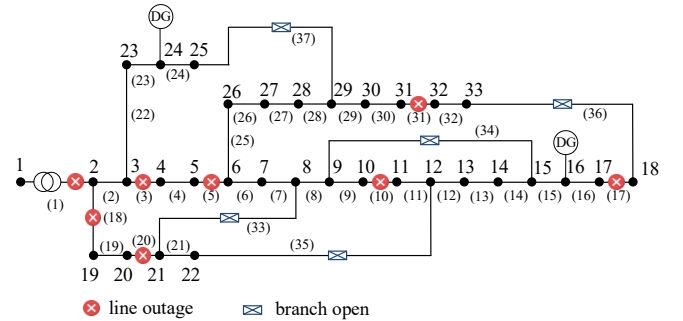 DG
23 24 25
(23) (24) (37)
(22)
26 27 28 29 30 31 32 33
(26) (27) (28) (29) (30) (31) (32) (36)
(25) (34) DG
1 2 3 4 5 6 7 8 9 10 11 12 13 14 15 16 17 18
(1) (2) (3) (4) (5) (6) (7) (8) (9) (10) (11) (12) (13) (14) (15) (16) (17)
(18)
(33)
(19) (20) (21) (35)
19 20 21 22
line outage branch open